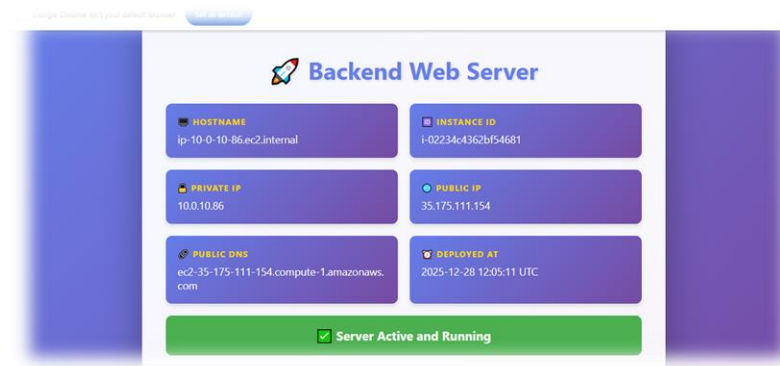 Backend Web Server
HOSTNAME
ip-10-0-10-86.ec2.internal
INSTANCE ID
i-02234c4362bf54681
PRIVATE IP
10.0.10.86
PUBLIC IP
35.175.111.154
PUBLIC DNS
ec2-35-175-111-154.compute-1.amazonaws.
com
DEPLOYED AT
2025-12-28 12:05:11 UTC
Server Active and Running